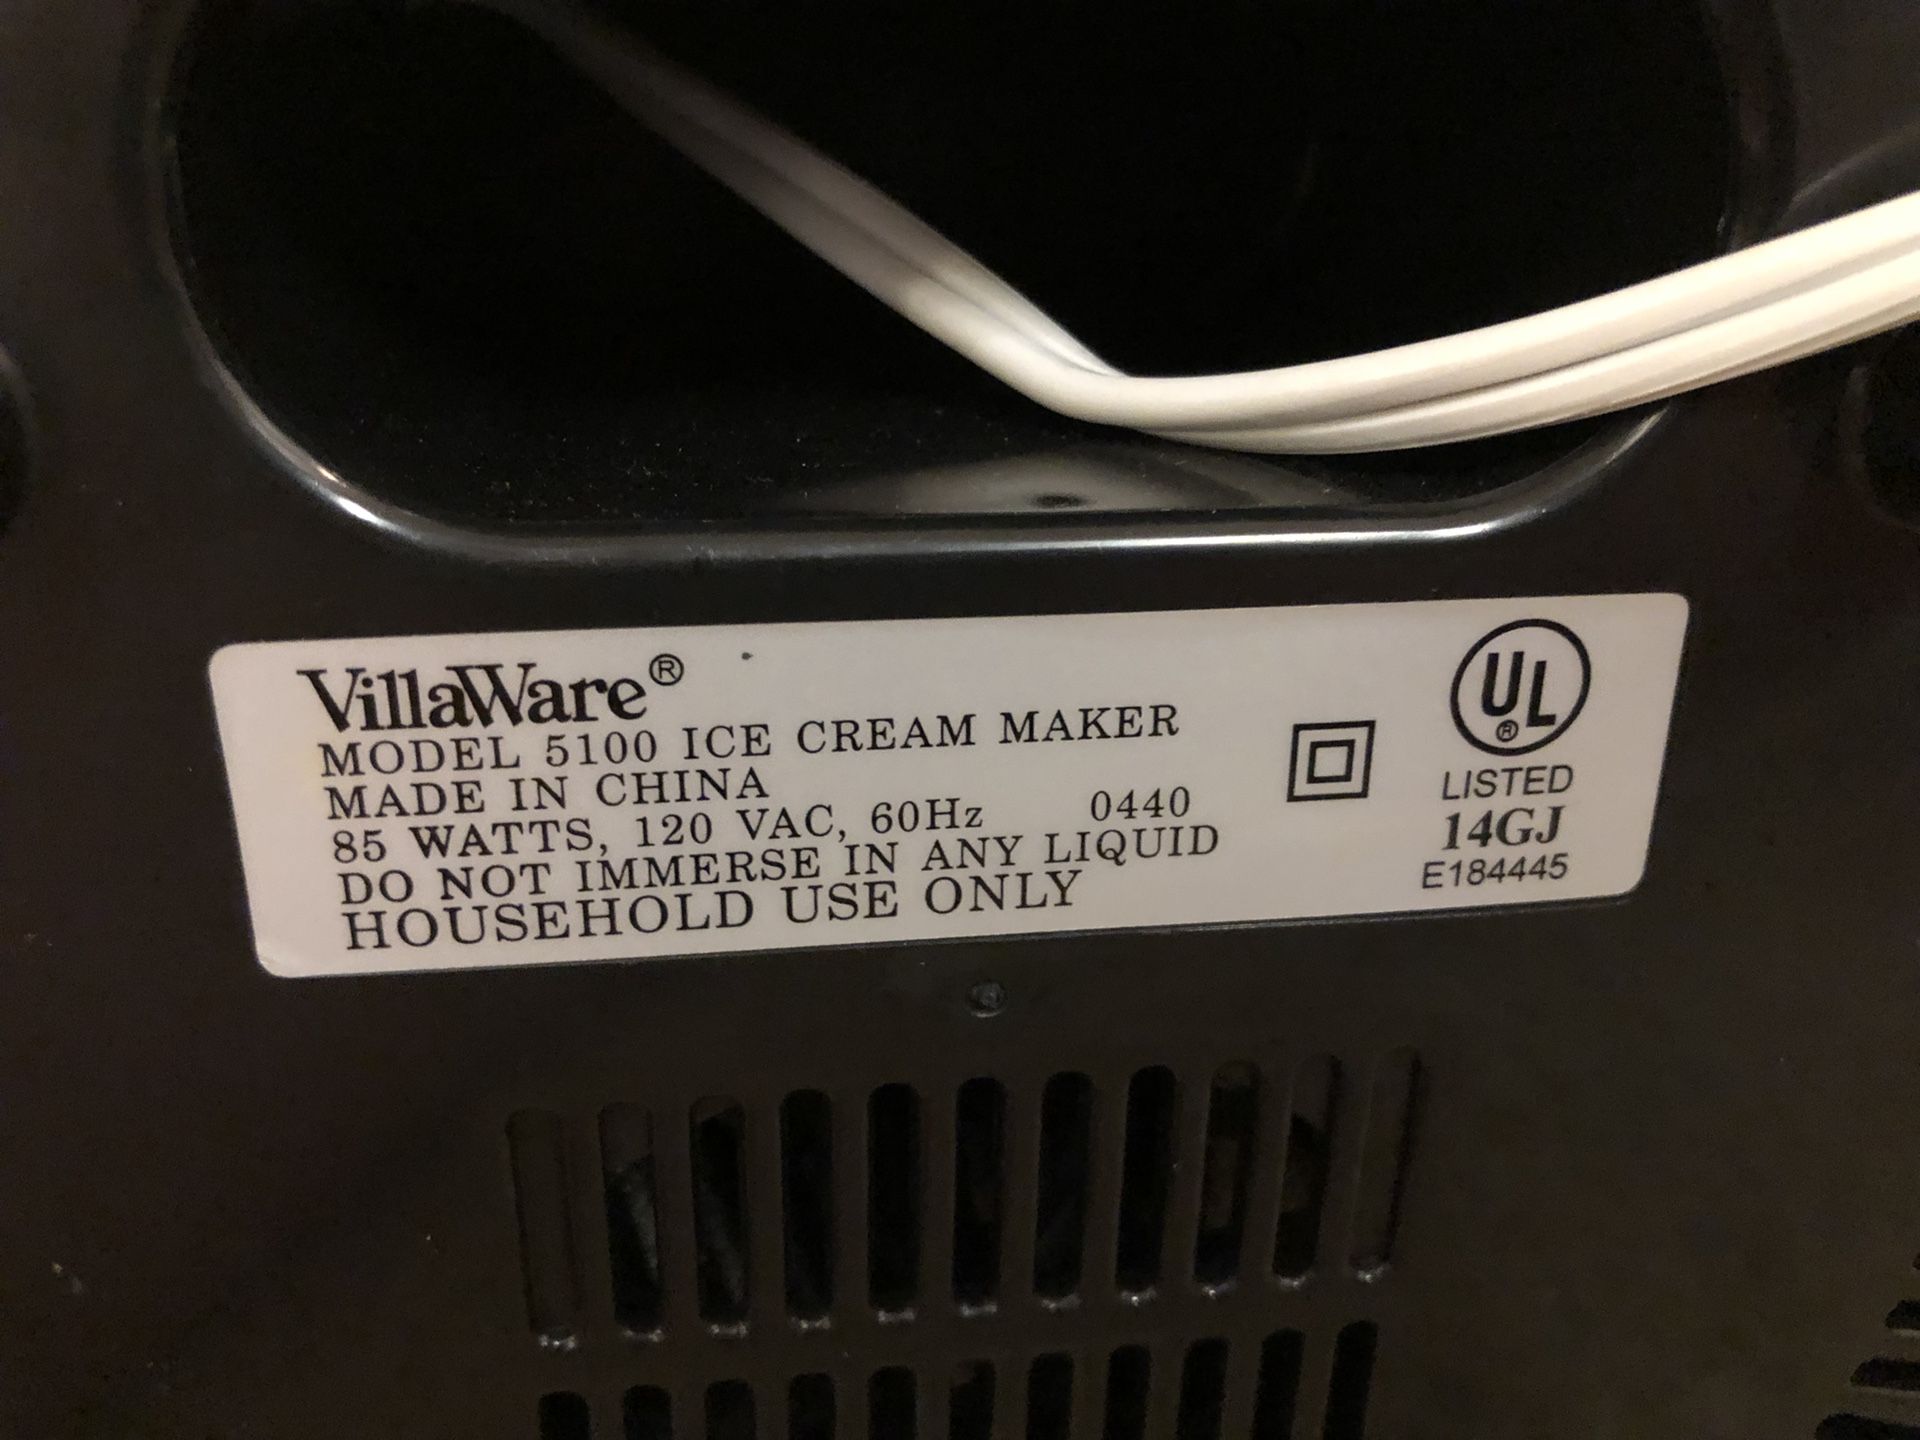 VillaWare®
MODEL 5100 ICE CREAM MAKER
MADE IN CHINA
85 WATTS, 120 VAC, 60Hz 0440
DO NOT IMMERSE IN ANY LIQUID
HOUSEHOLD USE ONLY
UL®
LISTED
14GJ
E184445